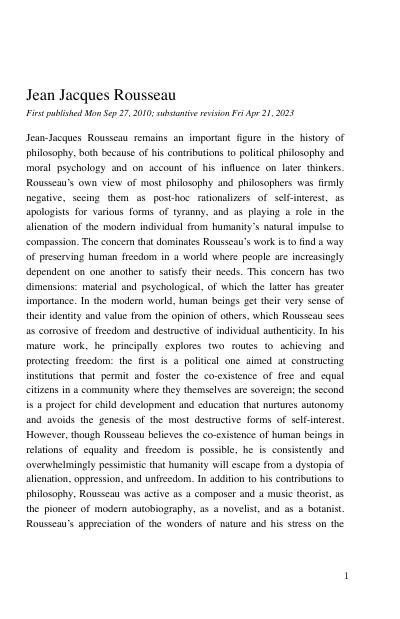 Jean Jacques Rousseau
First published Mon Sep 27, 2010; substantive revision Fri Apr 21, 2023
Jean-Jacques Rousseau remains an important figure in the history of
philosophy, both because of his contributions to political philosophy and
moral psychology and on account of his influence on later thinkers.
Rousseau’s own view of most philosophy and philosophers was firmly
negative, seeing them as post-hoc rationalizers of self-interest, as
apologists for various forms of tyranny, and as playing a role in the
alienation of the modern individual from humanity’s natural impulse to
compassion. The concern that dominates Rousseau’s work is to find a way
of preserving human freedom in a world where people are increasingly
dependent on one another to satisfy their needs. This concern has two
dimensions: material and psychological, of which the latter has greater
importance. In the modern world, human beings get their very sense of
their identity and value from the opinion of others, which Rousseau sees
as corrosive of freedom and destructive of individual authenticity. In his
mature work, he principally explores two routes to achieving and
protecting freedom: the first is a political one aimed at constructing
institutions that permit and foster the co-existence of free and equal
citizens in a community where they themselves are sovereign; the second
is a project for child development and education that nurtures autonomy
and avoids the genesis of the most destructive forms of self-interest.
However, though Rousseau believes the co-existence of human beings in
relations of equality and freedom is possible, he is consistently and
overwhelmingly pessimistic that humanity will escape from a dystopia of
alienation, oppression, and unfreedom. In addition to his contributions to
philosophy, Rousseau was active as a composer and a music theorist, as
the pioneer of modern autobiography, as a novelist, and as a botanist.
Rousseau’s appreciation of the wonders of nature and his stress on the
1